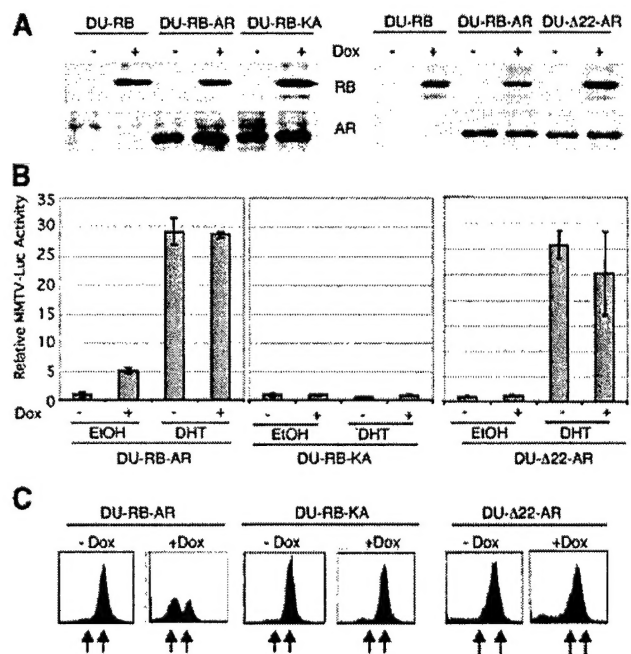 A
DU-RB DU-RB-AR DU-RB-KA DU-RB DU-RB-AR DU-Δ22-AR
- + - + - + Dox - + - + - +
RB
AR
B
Relative MMTV-Luc Activity
35
30
25
20
15
10
5
0
Dox - + - + - + - + - + - +
EtOH DHT EtOH DHT EtOH DHT
DU-RB-AR DU-RB-KA DU-Δ22-AR
C
DU-RB-AR DU-RB-KA DU-Δ22-AR
- Dox +Dox - Dox +Dox - Dox +Dox